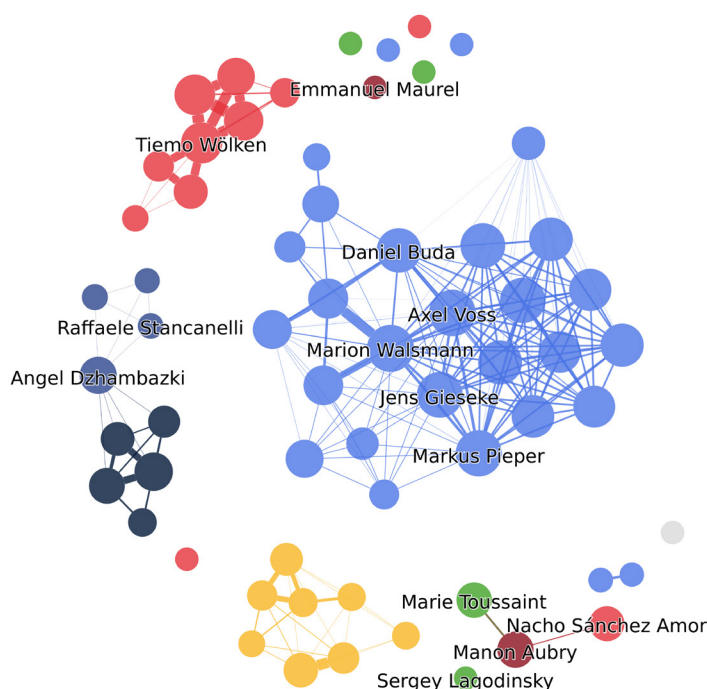 Emmanuel Maurel
Tiemo Wölken
Daniel Buda
Axel Voss
Raffaele Stancanelli
Marion Walsmann
Angel Dzhambazki
Jens Gieseke
Markus Pieper
Marie Toussaint
Nacho Sánchez Amor
Manon Aubry
Sergey Lagodinsky